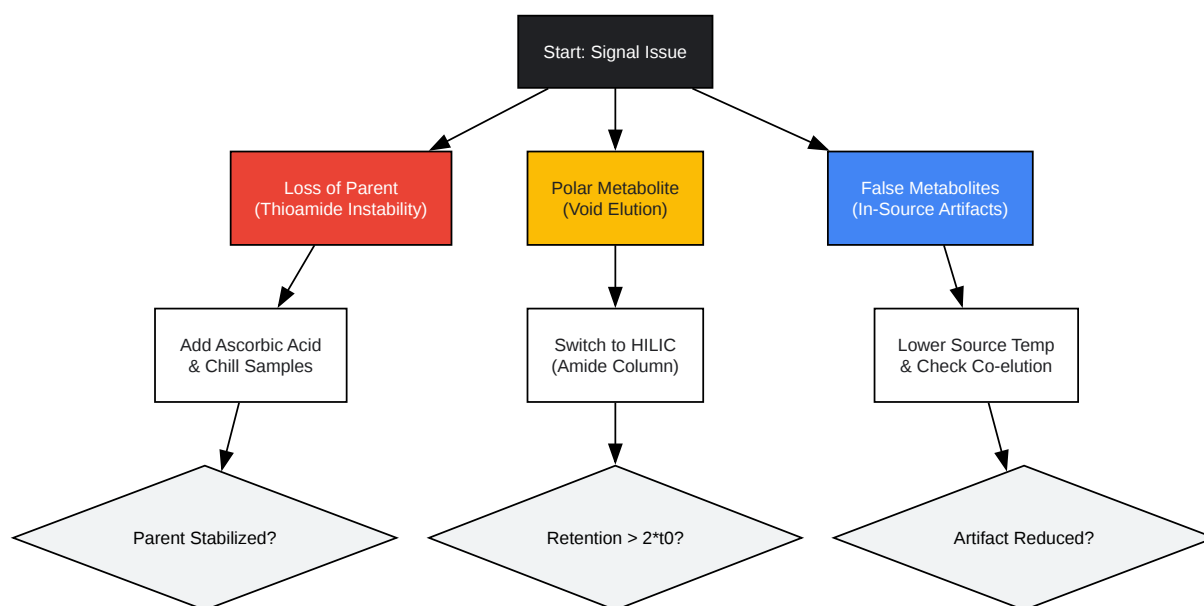 Start: Signal Issue
Loss of Parent
(Thioamide Instability)
Polar Metabolite
(Void Elution)
False Metabolites
(In-Source Artifacts)
Add Ascorbic Acid
& Chill Samples
Switch to HILIC
(Amide Column)
Lower Source Temp
& Check Co-elution
Parent Stabilized?
Retention > 2*t0?
Artifact Reduced?